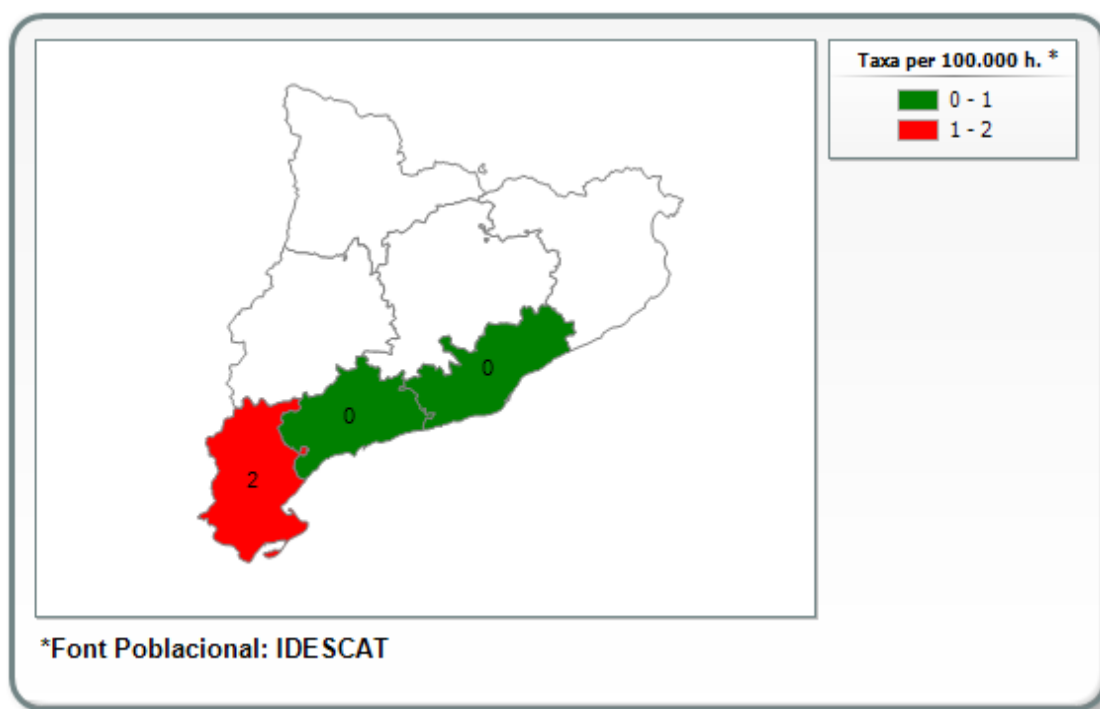 Taxa per 100.000 h. *
0 - 1
1 - 2
0
0
2
*Font Poblacional: IDESCAT